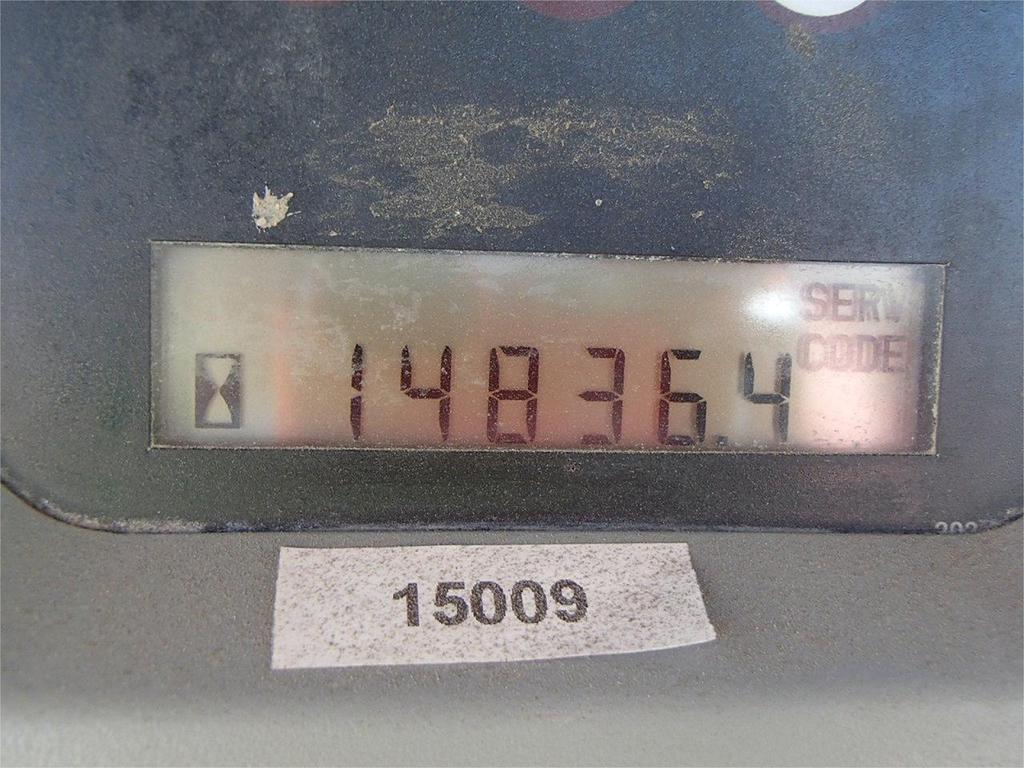 SERV
CODE
14836.4
15009